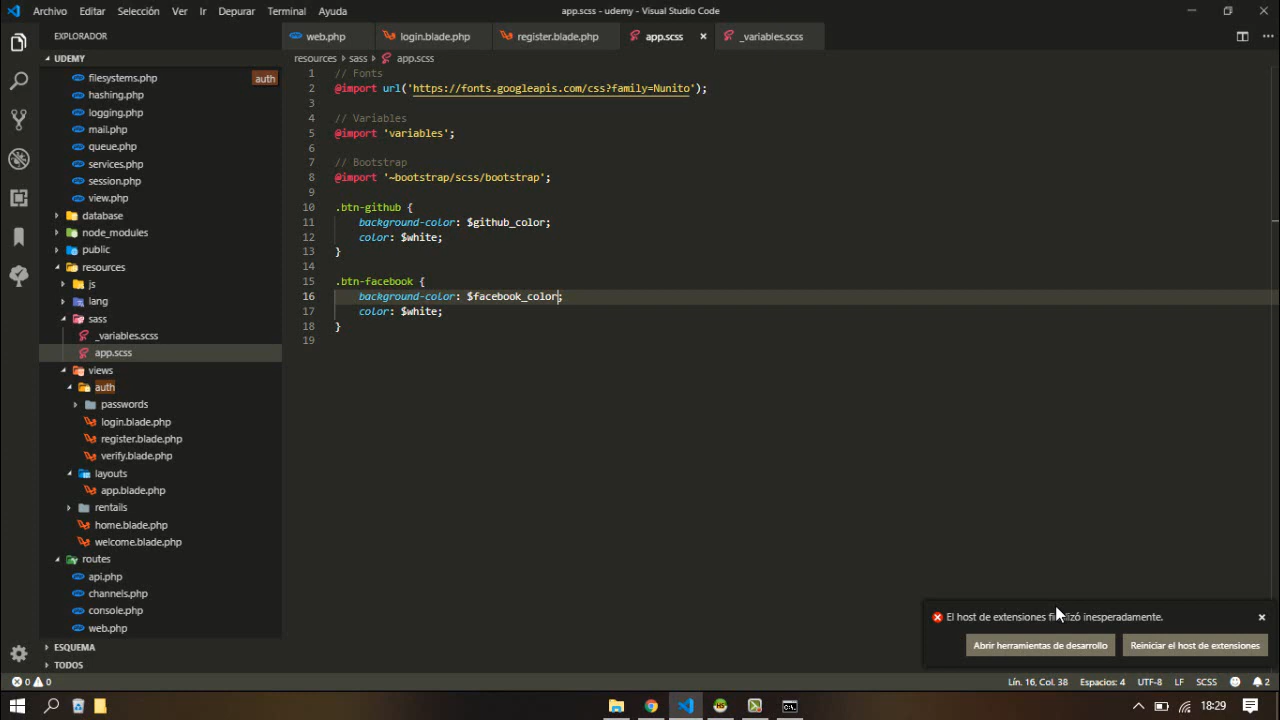 Archivo Editar Selección Ver Ir Depurar Terminal Ayuda app.scss - udemy - Visual Studio Code
EXPLORADOR
web.php login.blade.php register.blade.php app.scss _variables.scss
UDEMY
resources sass app.scss
filesystems.php auth
hashing.php
logging.php
mail.php
queue.php
services.php
session.php
view.php
database
node_modules
public
resources
js
lang
sass
_variables.scss
app.scss
views
auth
passwords
login.blade.php
register.blade.php
verify.blade.php
layouts
app.blade.php
rentails
home.blade.php
welcome.blade.php
routes
api.php
channels.php
console.php
web.php
ESQUEMA
TODOS
1 // Fonts
2 @import url('https://fonts.googleapis.com/css?family=Nunito');
3
4 // Variables
5 @import 'variables';
6
7 // Bootstrap
8 @import '~bootstrap/scss/bootstrap';
9
10 .btn-github {
11 background-color: $github_color;
12 color: $white;
13 }
14
15 .btn-facebook {
16 background-color: $facebook_color;
17 color: $white;
18 }
19
El host de extensiones finalizó inesperadamente.
Abrir herramientas de desarrollo Reiniciar el host de extensiones
0 0 Lín. 16, Col. 38 Espacios: 4 UTF-8 LF SCSS 2
18:29